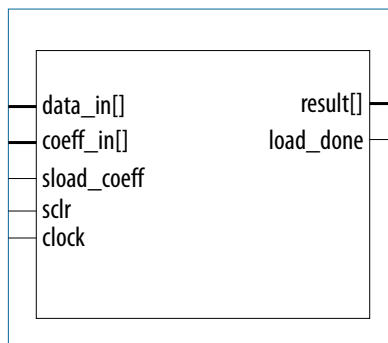 data_in[]
result[]
coeff_in[]
load_done
sload_coeff
sclr
clock